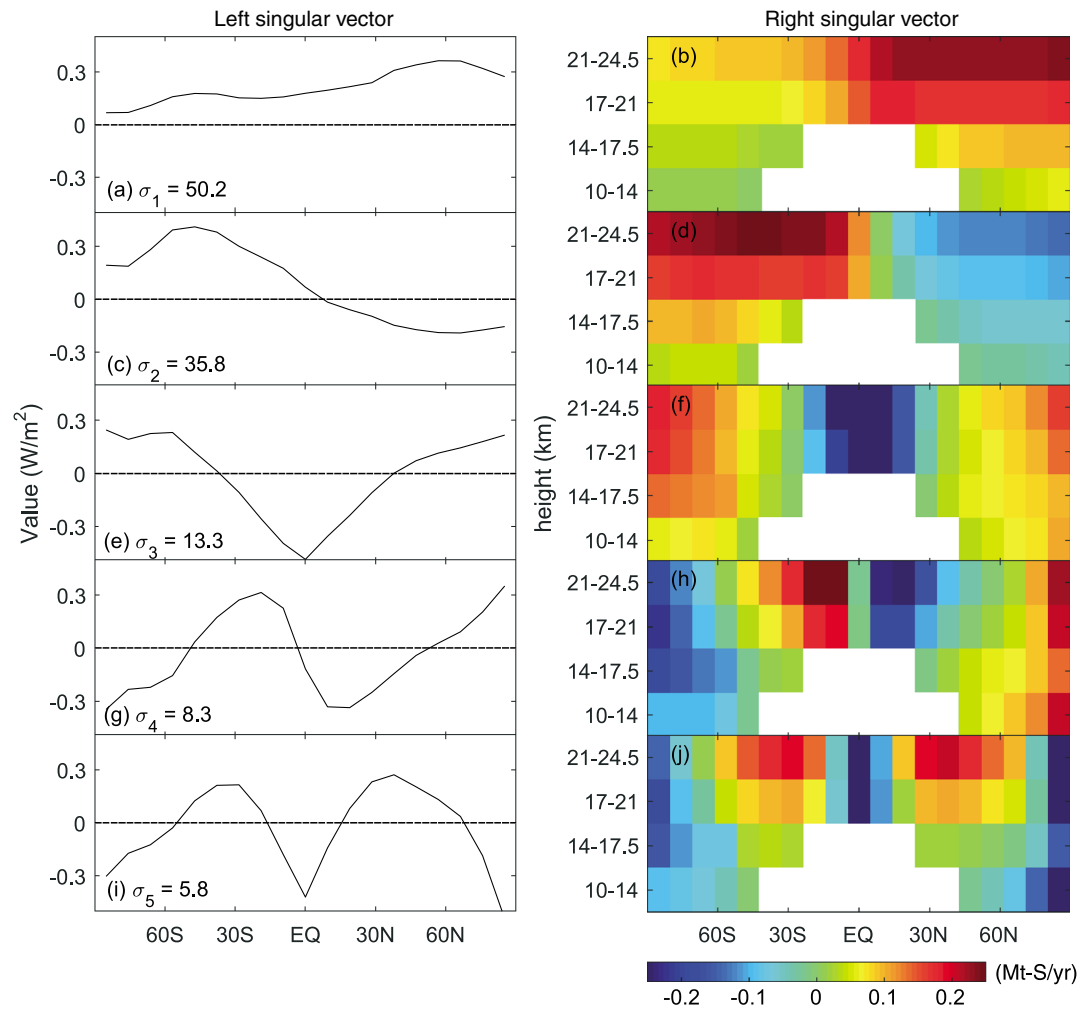 Left singular vector
0.3
0
-0.3
(a) σ1 = 50.2
0.3
0
-0.3
(c) σ2 = 35.8
0.3
0
-0.3
(e) σ3 = 13.3
0.3
0
-0.3
(g) σ4 = 8.3
0.3
0
-0.3
(i) σ5 = 5.8
Value (W/m2)
60S 30S EQ 30N 60N
Right singular vector
(b)
21-24.5
17-21
14-17.5
10-14
(d)
21-24.5
17-21
14-17.5
10-14
(f)
21-24.5
17-21
14-17.5
10-14
(h)
21-24.5
17-21
14-17.5
10-14
(j)
21-24.5
17-21
14-17.5
10-14
height (km)
60S 30S EQ 30N 60N
(Mt-S/yr)
-0.2 -0.1 0 0.1 0.2